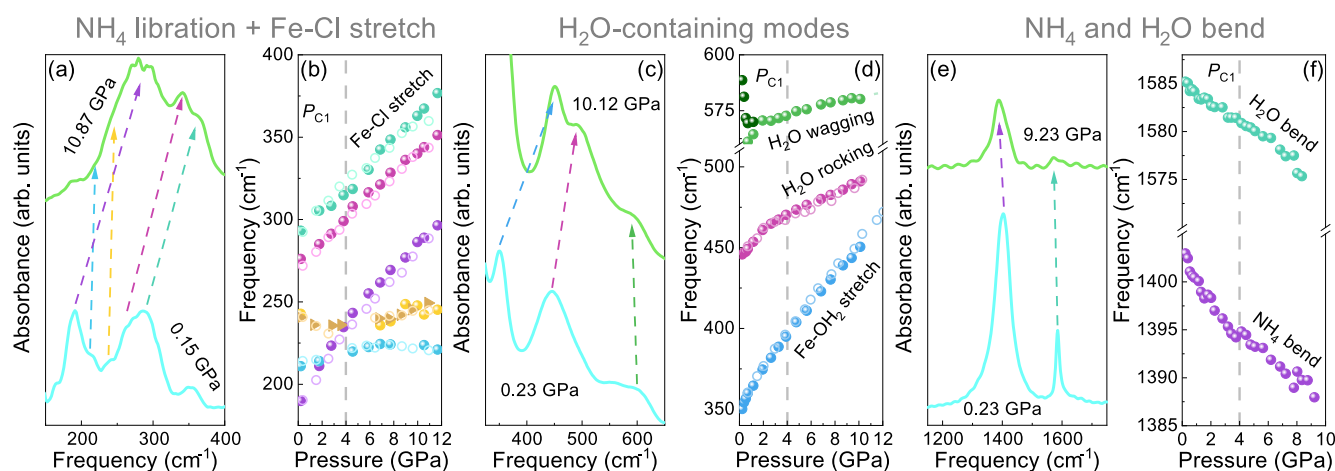 NH₄ libration + Fe-Cl stretch
H₂O-containing modes
NH₄ and H₂O bend
(a)
10.87 GPa
0.15 GPa
Absorbance (arb. units)
200 300 400
Frequency (cm⁻¹)
(b)
P_C1
Fe-Cl stretch
400
350
300
250
200
Frequency (cm⁻¹)
0 2 4 6 8 10 12
Pressure (GPa)
(c)
10.12 GPa
0.23 GPa
Absorbance (arb. units)
400 500 600
Frequency (cm⁻¹)
(d)
P_C1
H₂O wagging
H₂O rocking
Fe-OH₂ stretch
600
575
500
450
400
350
Frequency (cm⁻¹)
0 2 4 6 8 10 12
Pressure (GPa)
(e)
9.23 GPa
0.23 GPa
Absorbance (arb. units)
1200 1400 1600
Frequency (cm⁻¹)
(f)
P_C1
H₂O bend
NH₄ bend
1585
1580
1575
1400
1395
1390
1385
Frequency (cm⁻¹)
0 2 4 6 8 10
Pressure (GPa)